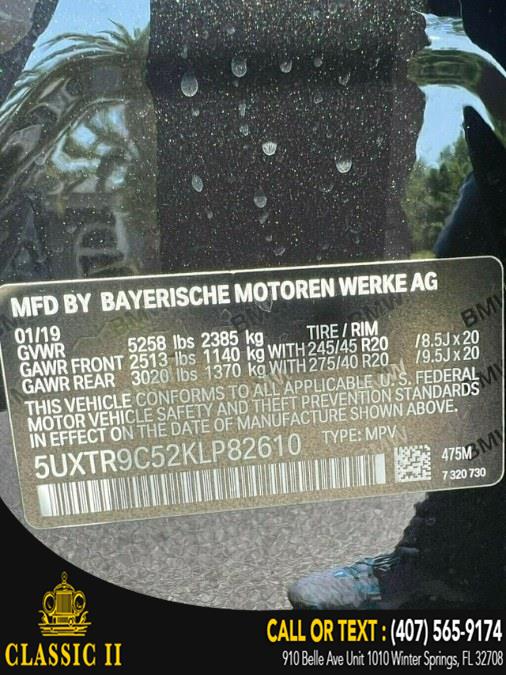 MFD BY BAYERISCHE MOTOREN WERKE AG
01/19 TIRE / RIM
GVWR 5258 lbs 2385 kg
GAWR FRONT 2513 lbs 1140 kg WITH 245/45 R20 /8.5J x 20
GAWR REAR 3020 lbs 1370 kg WITH 275/40 R20 /9.5J x 20
THIS VEHICLE CONFORMS TO ALL APPLICABLE U.S. FEDERAL
MOTOR VEHICLE SAFETY AND THEFT PREVENTION STANDARDS
IN EFFECT ON THE DATE OF MANUFACTURE SHOWN ABOVE.
5UXTR9C52KLP82610 TYPE: MPV
475M
7 320 730
CLASSIC II
CALL OR TEXT : (407) 565-9174
910 Belle Ave Unit 1010 Winter Springs, FL 32708